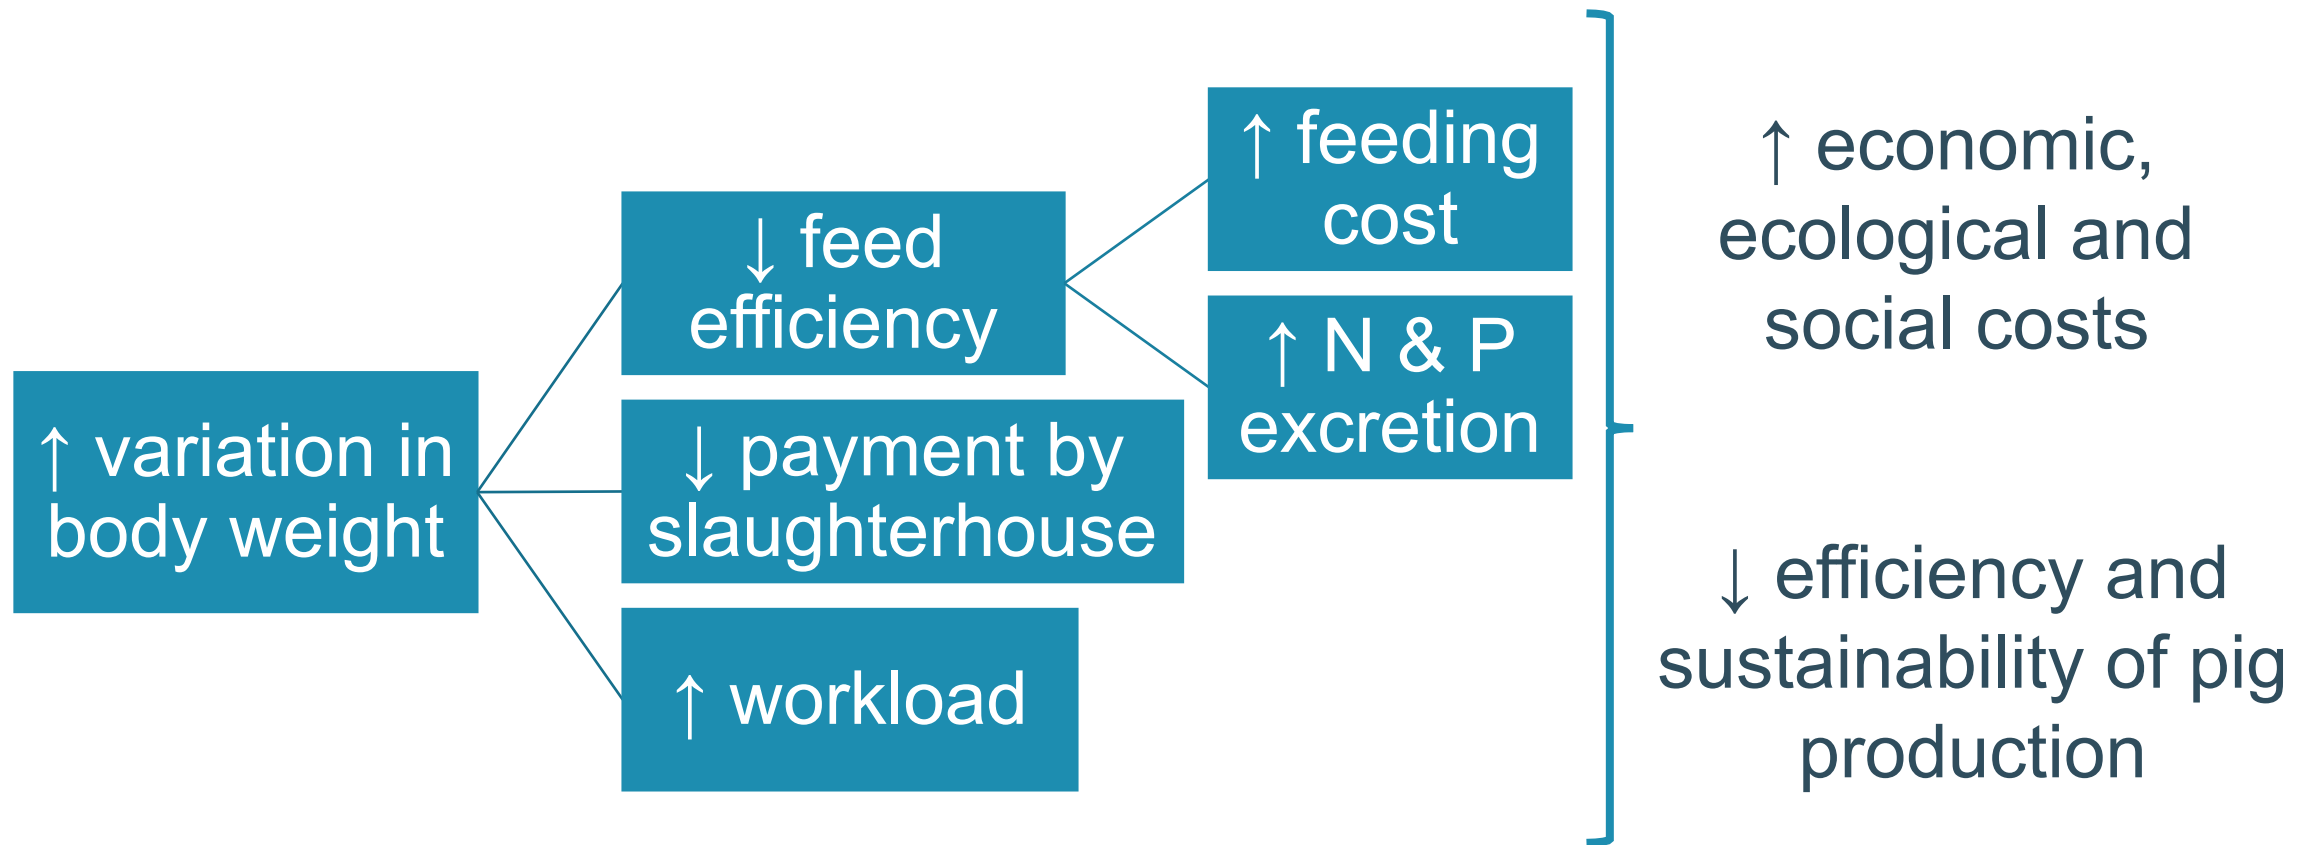 ↑ variation in
body weight
↓ feed
efficiency
↓ payment by
slaughterhouse
↑ workload
↑ feeding
cost
↑ N & P
excretion
↑ economic,
ecological and
social costs
↓ efficiency and
sustainability of pig
production